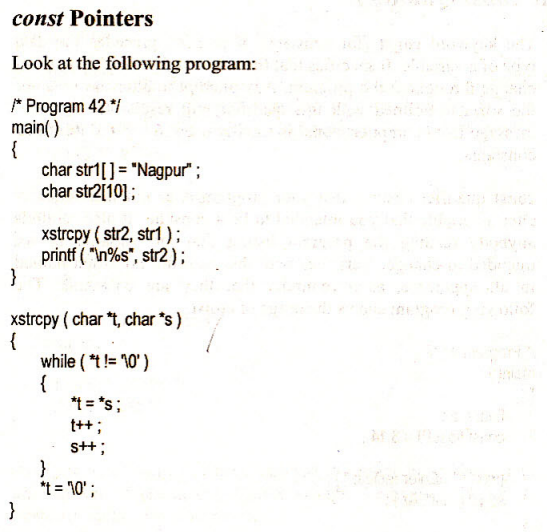 const Pointers
Look at the following program:
/* Program 42 */
main( )
{
char str1[ ] = "Nagpur" ;
char str2[10] ;
xstrcpy ( str2, str1 ) ;
printf ( "\n%s", str2 ) ;
}
xstrcpy ( char *t, char *s )
{
while ( *t != '\0' )
{
*t = *s ;
t++ ;
s++ ;
}
*t = '\0' ;
}